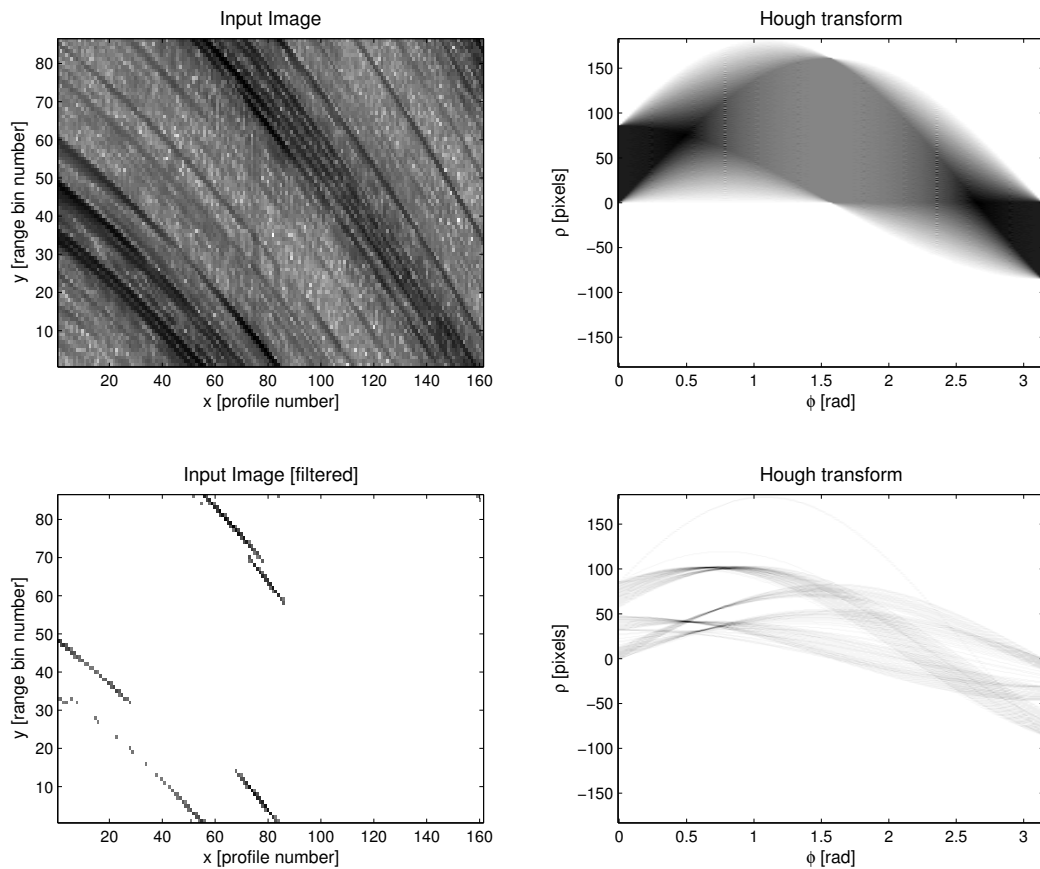 Input Image
80
70
60
50
40
30
20
10
y [range bin number]
20 40 60 80 100 120 140 160
x [profile number]
Hough transform
150
100
50
0
−50
−100
−150
ρ [pixels]
0 0.5 1 1.5 2 2.5 3
ϕ [rad]
Input Image [filtered]
80
70
60
50
40
30
20
10
y [range bin number]
20 40 60 80 100 120 140 160
x [profile number]
Hough transform
150
100
50
0
−50
−100
−150
ρ [pixels]
0 0.5 1 1.5 2 2.5 3
ϕ [rad]